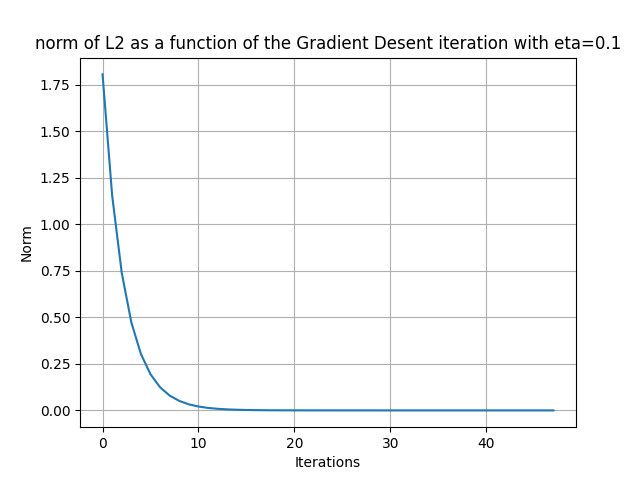 norm of L2 as a function of the Gradient Desent iteration with eta=0.1
1.75
1.50
1.25
1.00
0.75
0.50
0.25
0.00
Norm
0 10 20 30 40
Iterations